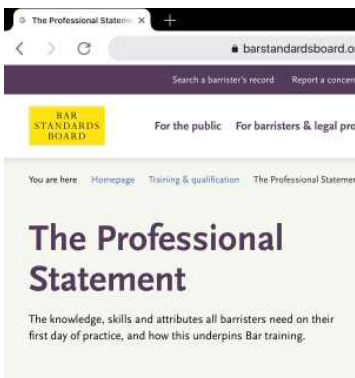 The Professional Statem
barstandardsboard.o
Search a barrister's record Report a concer
BAR
STANDARDS
BOARD
For the public For barristers & legal pro
You are here Homepage Training & qualification The Professional Statemer
The Professional
Statement
The knowledge, skills and attributes all barristers need on their
first day of practice, and how this underpins Bar training.